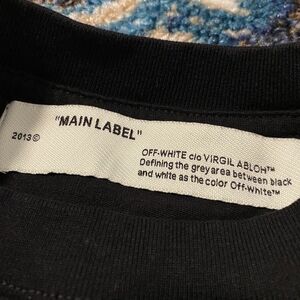 "MAIN LABEL"
2013©
OFF-WHITE c/o VIRGIL ABLOH™
Defining the grey area between black
and white as the color Off-White™